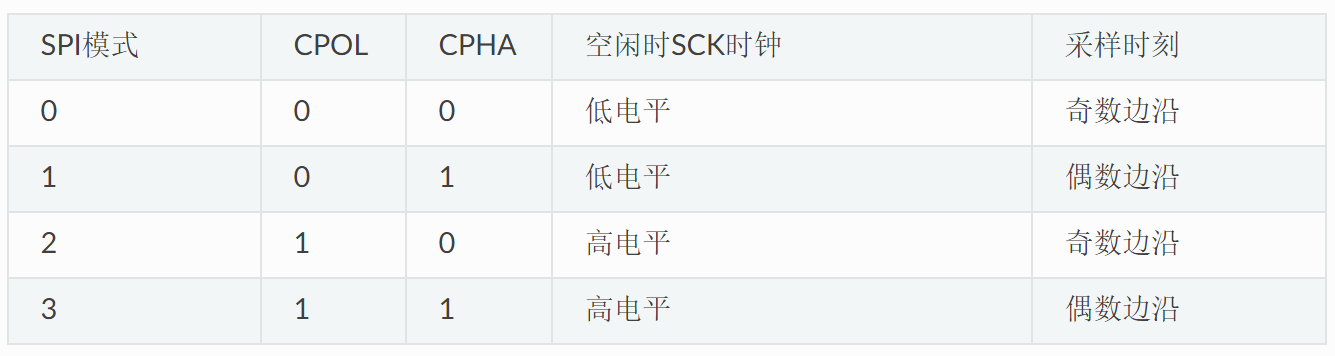 SPI模式 CPOL CPHA 空闲时SCK时钟 采样时刻
0 0 0 低电平 奇数边沿
1 0 1 低电平 偶数边沿
2 1 0 高电平 奇数边沿
3 1 1 高电平 偶数边沿